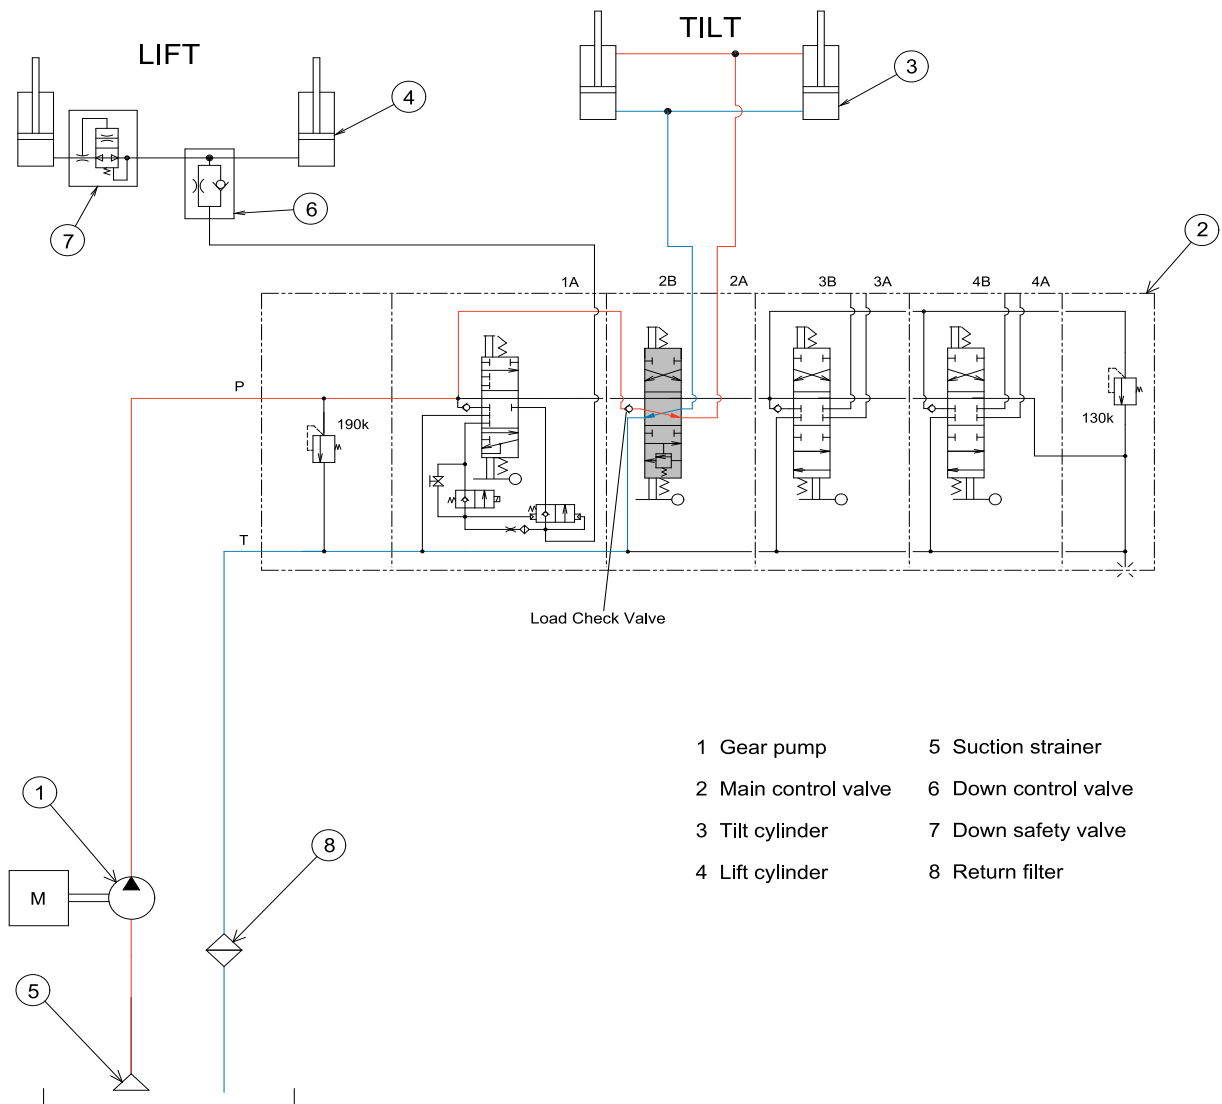 LIFT
TILT
3
4
6
7
2
1A
2B
2A
3B
3A
4B
4A
P
190k
130k
T
Load Check Valve
1 Gear pump
2 Main control valve
3 Tilt cylinder
4 Lift cylinder
5 Suction strainer
6 Down control valve
7 Down safety valve
8 Return filter
1
8
M
5